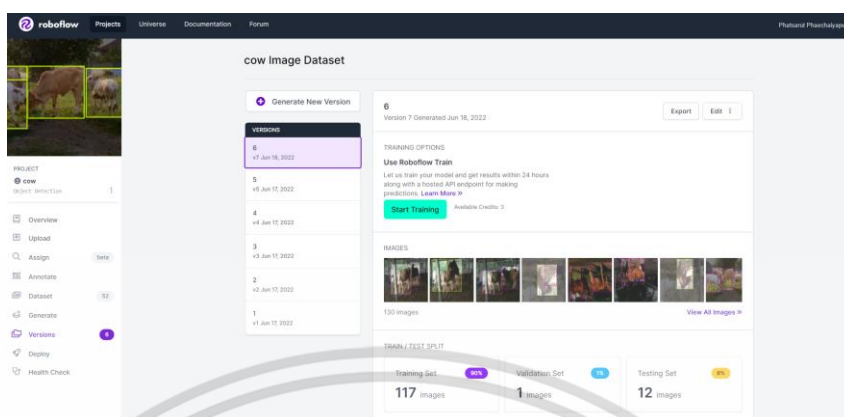 roboflow Projects Universe Documentation Forum
cow Image Dataset
PROJECT
cow
Object Detection
Overview
Upload
Assign beta
Annotate
Dataset 52
Generate
Versions 6
Deploy
Health Check
Generate New Version
VERSIONS
6
v7 Jun 18, 2022
5
v5 Jun 17, 2022
4
v4 Jun 17, 2022
3
v3 Jun 17, 2022
2
v2 Jun 17, 2022
1
v1 Jun 17, 2022
6
Version 7 Generated Jun 18, 2022
Export Edit
TRAINING OPTIONS
Use Roboflow Train
Let us train your model and get results within 24 hours
along with a hosted API endpoint for making
predictions. Learn More »
Start Training Available Credits: 3
IMAGES
130 images View All Images »
TRAIN / TEST SPLIT
Training Set 90%
117 images
Validation Set 1%
1 images
Testing Set
12 images